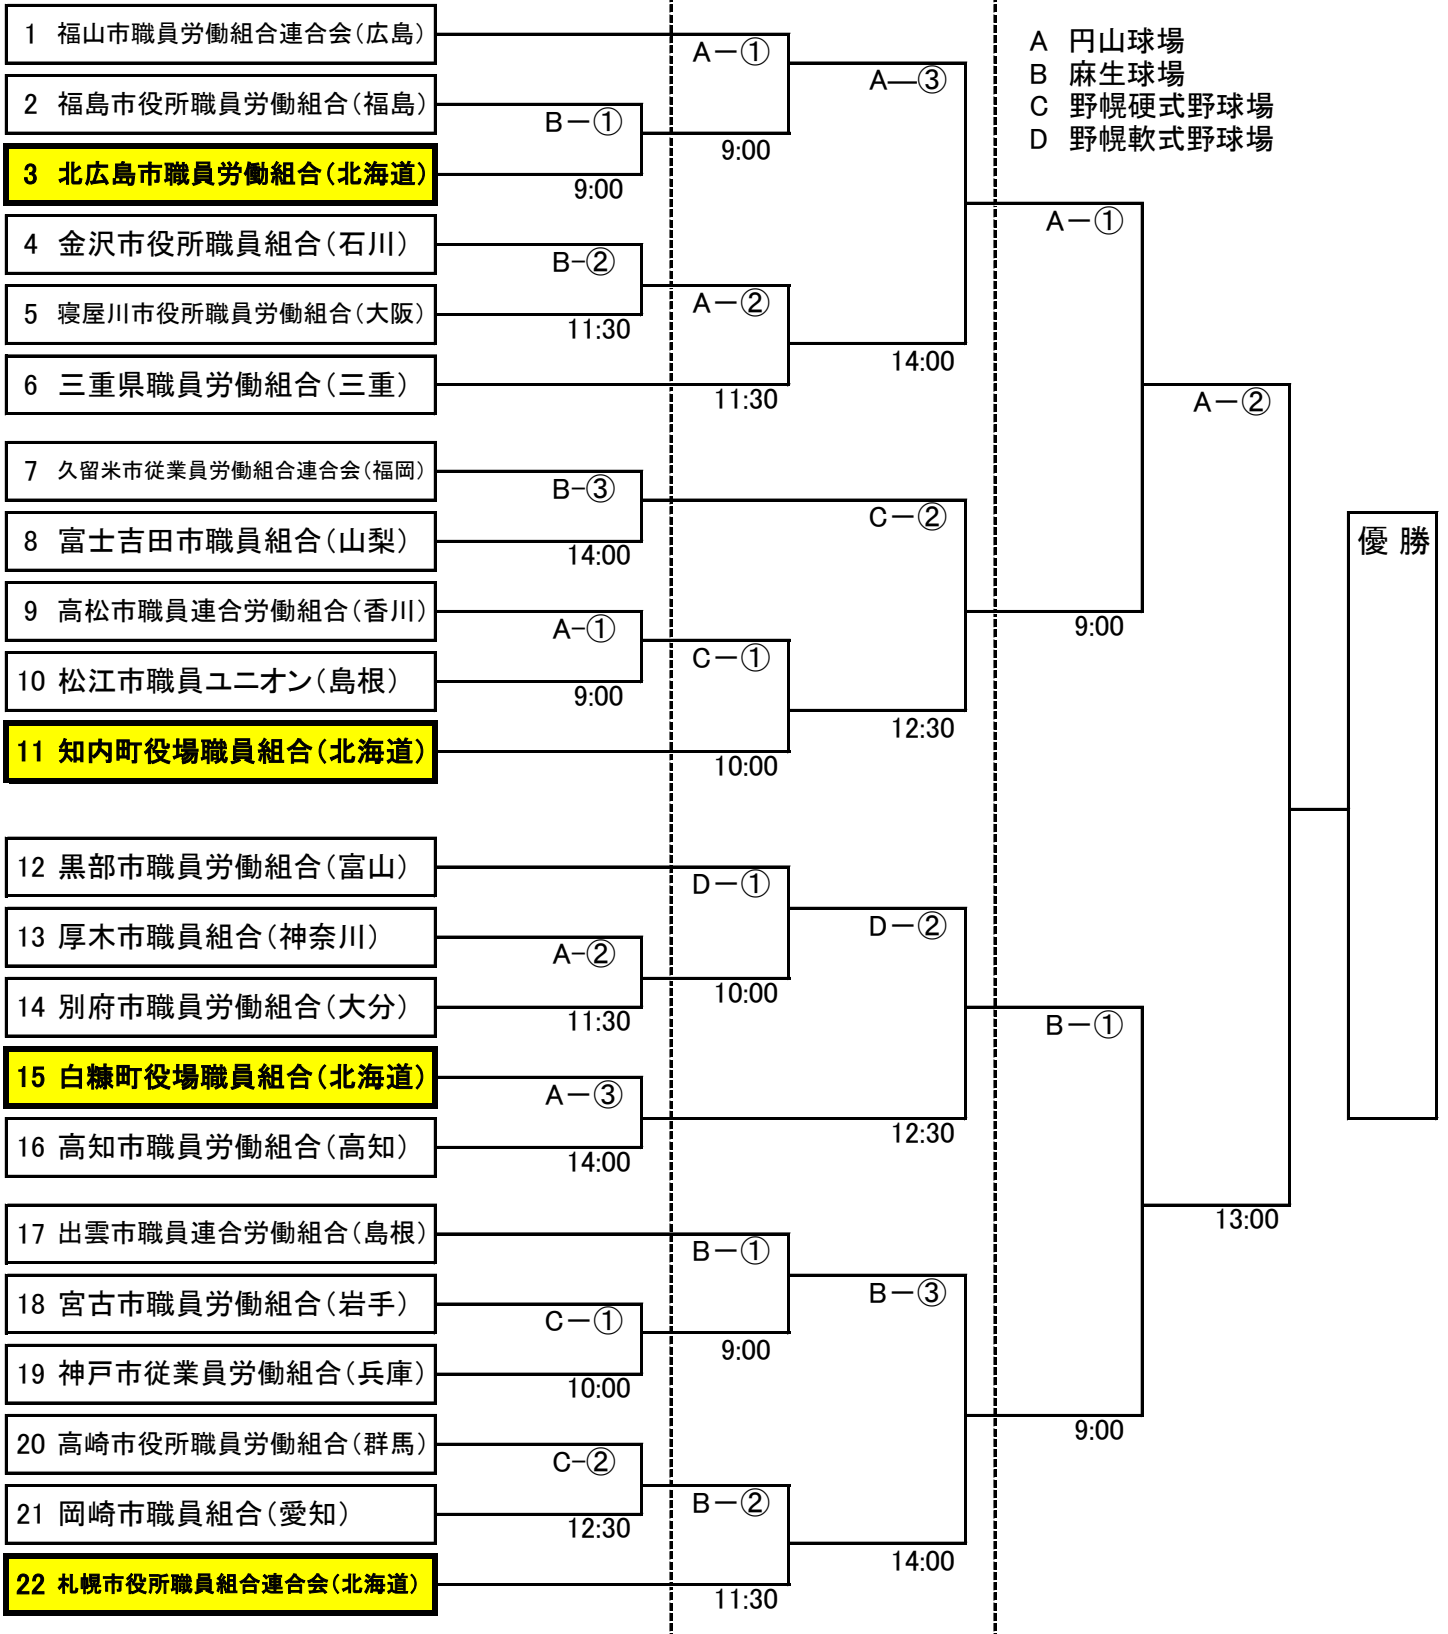 1 福山市職員労働組合連合会（広島）
2 福島市役所職員労働組合（福島）
3 北広島市職員労働組合（北海道）
4 金沢市役所職員組合（石川）
5 寝屋川市役所職員労働組合（大阪）
6 三重県職員労働組合（三重）
7 久留米市従業員労働組合連合会（福岡）
8 富士吉田市職員組合（山梨）
9 高松市職員連合労働組合（香川）
10 松江市職員ユニオン（島根）
11 知内町役場職員組合（北海道）
12 黒部市職員労働組合（富山）
13 厚木市職員組合（神奈川）
14 別府市職員労働組合（大分）
15 白糠町役場職員組合（北海道）
16 高知市職員労働組合（高知）
17 出雲市職員連合労働組合（島根）
18 宮古市職員労働組合（岩手）
19 神戸市従業員労働組合（兵庫）
20 高崎市役所職員労働組合（群馬）
21 岡崎市職員組合（愛知）
22 札幌市役所職員組合連合会（北海道）
B－①
9:00
B-②
11:30
B-③
14:00
A-①
9:00
A-②
11:30
A－③
14:00
C－①
10:00
C-②
12:30
A－①
9:00
A－②
11:30
C－①
10:00
D－①
10:00
B－①
9:00
B－②
11:30
A―③
14:00
C－②
12:30
D－②
12:30
B－③
14:00
A－①
9:00
B－①
9:00
A－②
13:00
優 勝
A 円山球場
B 麻生球場
C 野幌硬式野球場
D 野幌軟式野球場